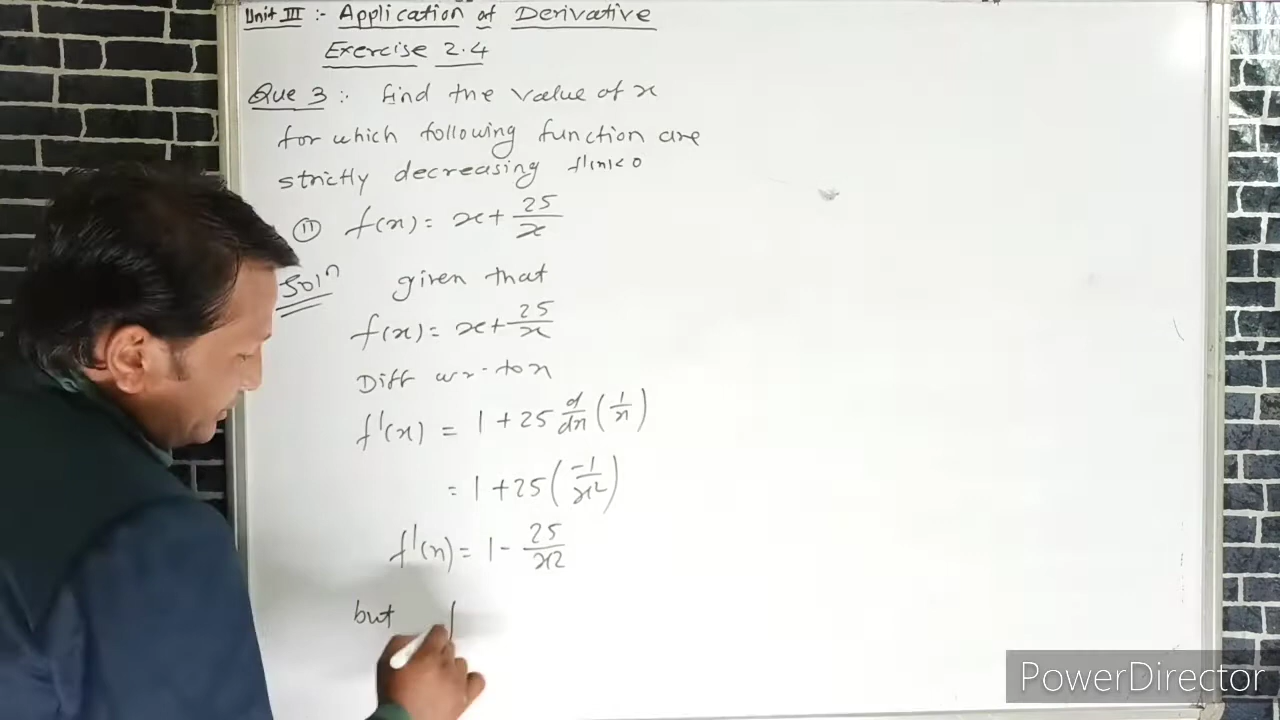 Unit III :- Application of Derivative
Exercise 2.4
Que 3 :- find the value of x
for which following function are
strictly decreasing f'(x)<0
(II) f(x) = x + 25/x
Solⁿ given that
f(x) = x + 25/x
Diff w.r. to x
f'(x) = 1 + 25 d/dx (1/x)
= 1 + 25 (-1/x²)
f'(x) = 1 - 25/x²
but
PowerDirector